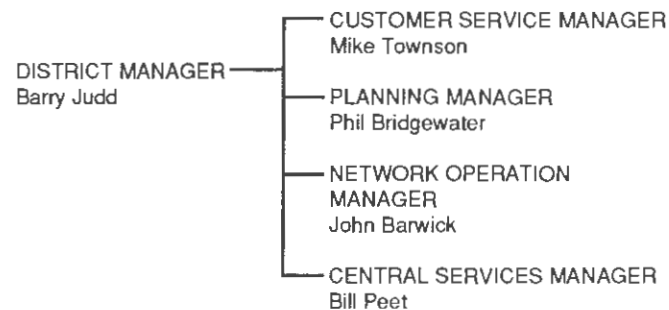 CUSTOMER SERVICE MANAGER
Mike Townson
DISTRICT MANAGER
Barry Judd
PLANNING MANAGER
Phil Bridgewater
NETWORK OPERATION
MANAGER
John Barwick
CENTRAL SERVICES MANAGER
Bill Peet